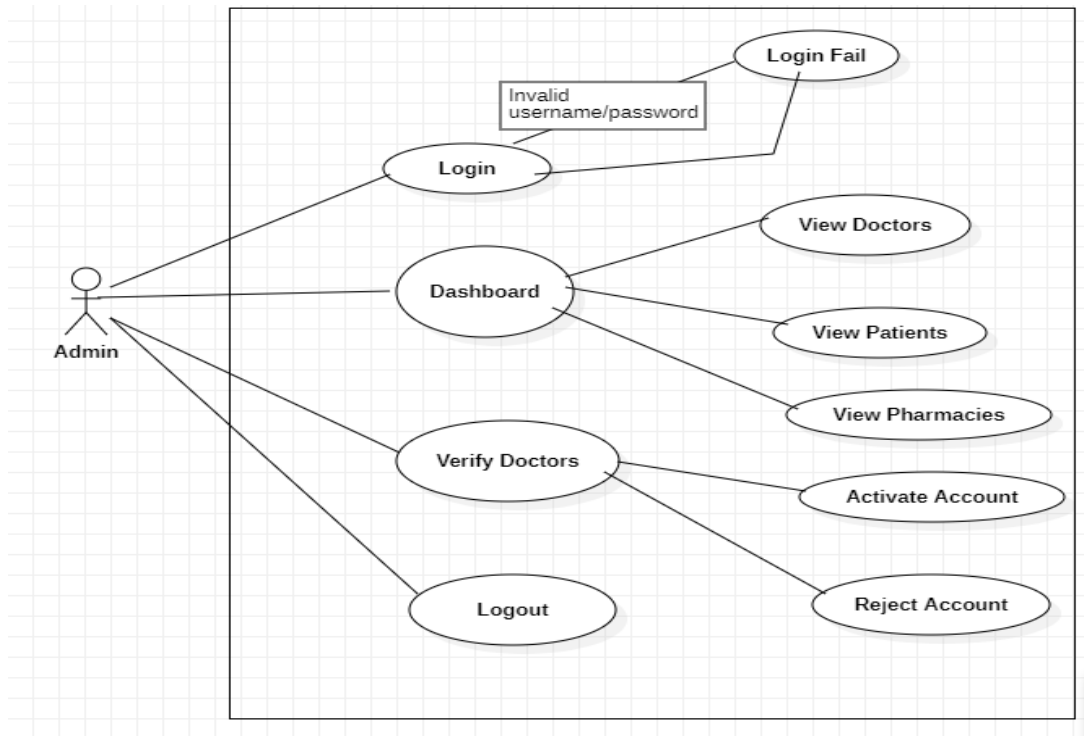 Login Fail
Invalid
username/password
Login
View Doctors
Dashboard
Admin
View Patients
View Pharmacies
Verify Doctors
Activate Account
Logout
Reject Account